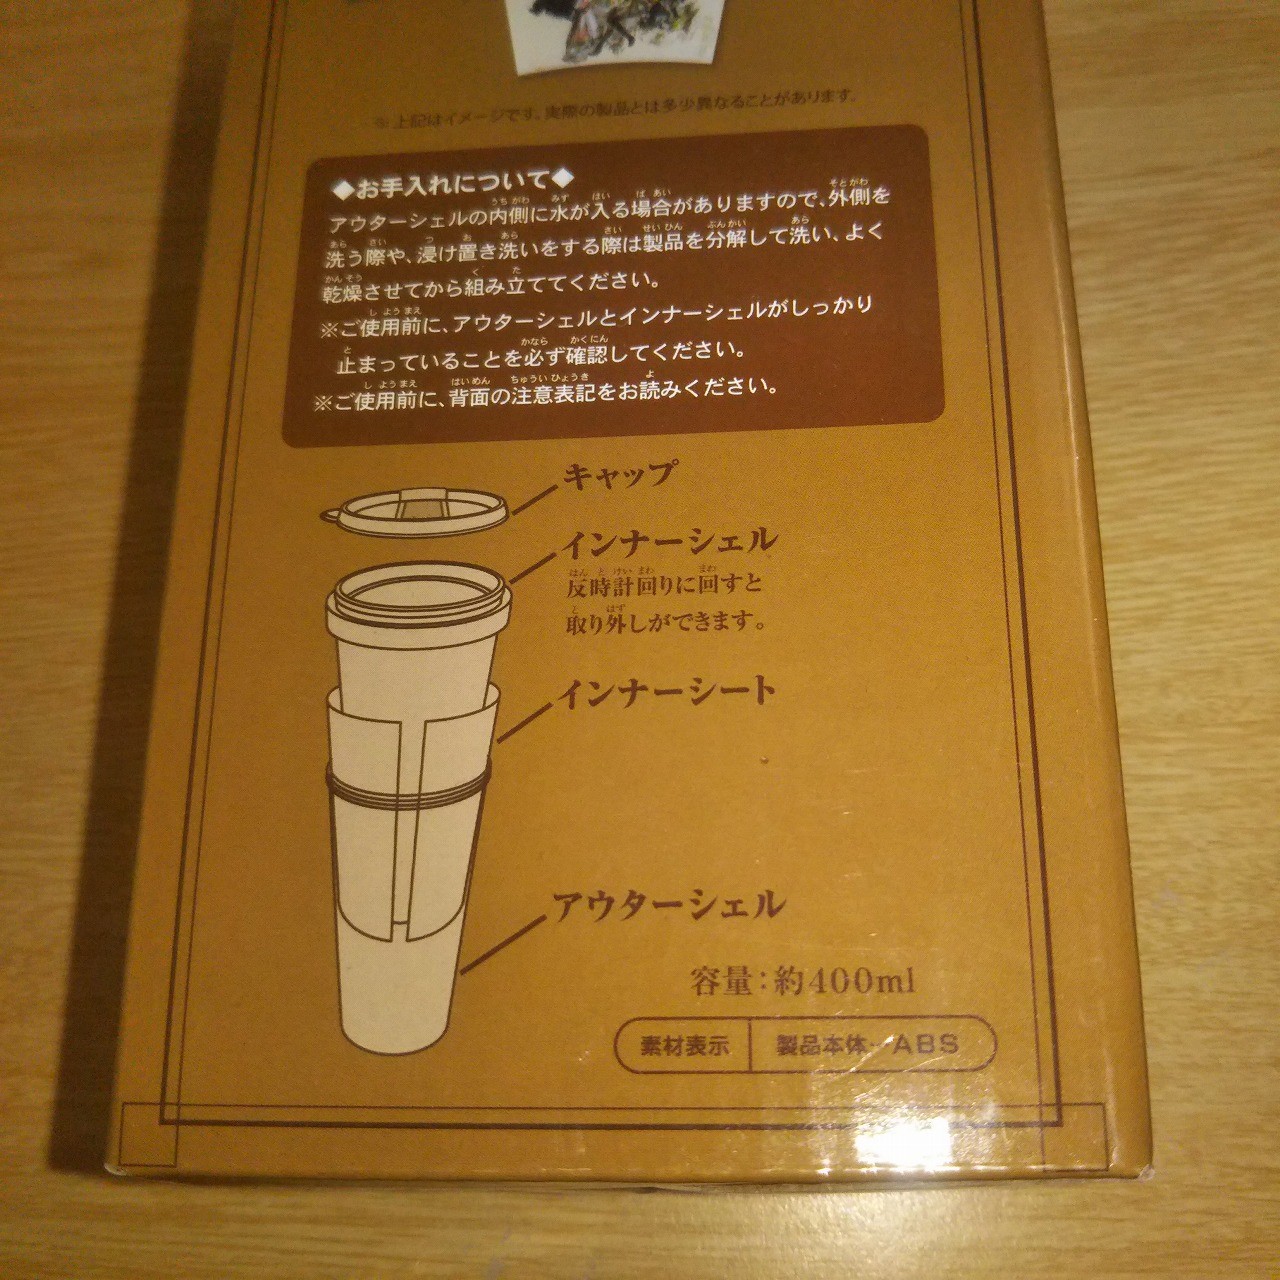 ※上記はイメージです。実際の製品とは多少異なることがあります。
◆お手入れについて◆
アウターシェルの内側に水が入る場合がありますので、外側を
洗う際や、浸け置き洗いをする際は製品を分解して洗い、よく
乾燥させてから組み立ててください。
※ご使用前に、アウターシェルとインナーシェルがしっかり
止まっていることを必ず確認してください。
※ご使用前に、背面の注意表記をお読みください。
キャップ
インナーシェル
反時計回りに回すと
取り外しができます。
インナーシート
アウターシェル
容量：約400ml
素材表示 製品本体…ABS